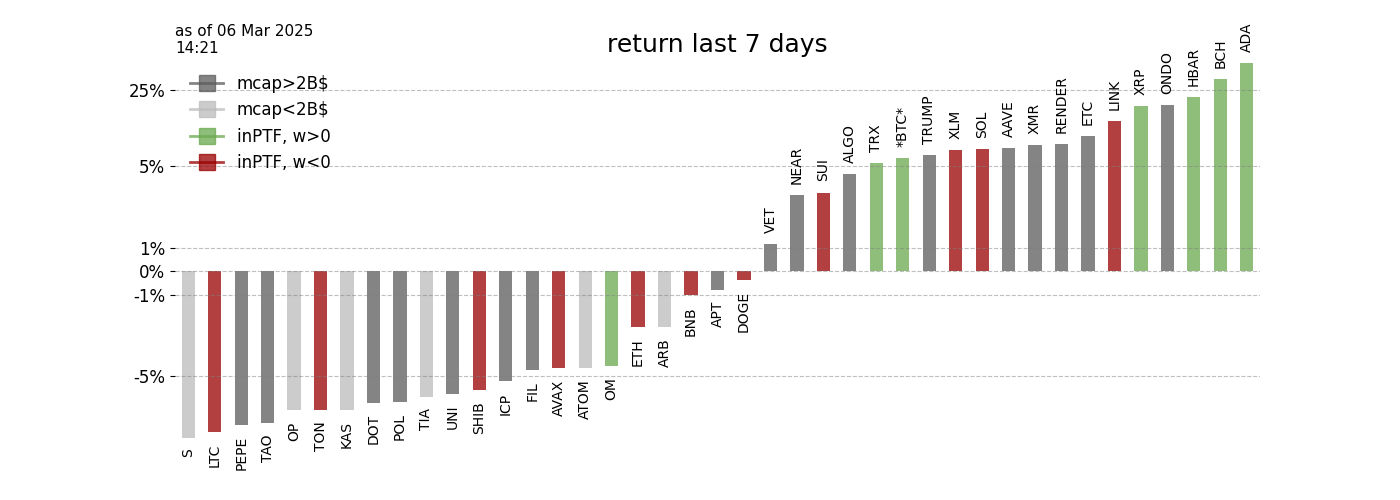 as of 06 Mar 2025
14:21
return last 7 days
mcap>2B$
mcap<2B$
inPTF, w>0
inPTF, w<0
25%
5%
1%
0%
-1%
-5%
S
LTC
PEPE
TAO
OP
TON
KAS
DOT
POL
TIA
UNI
SHIB
ICP
FIL
AVAX
ATOM
OM
ETH
ARB
BNB
APT
DOGE
VET
NEAR
SUI
ALGO
TRX
*BTC*
TRUMP
XLM
SOL
AAVE
XMR
RENDER
ETC
LINK
XRP
ONDO
HBAR
BCH
ADA